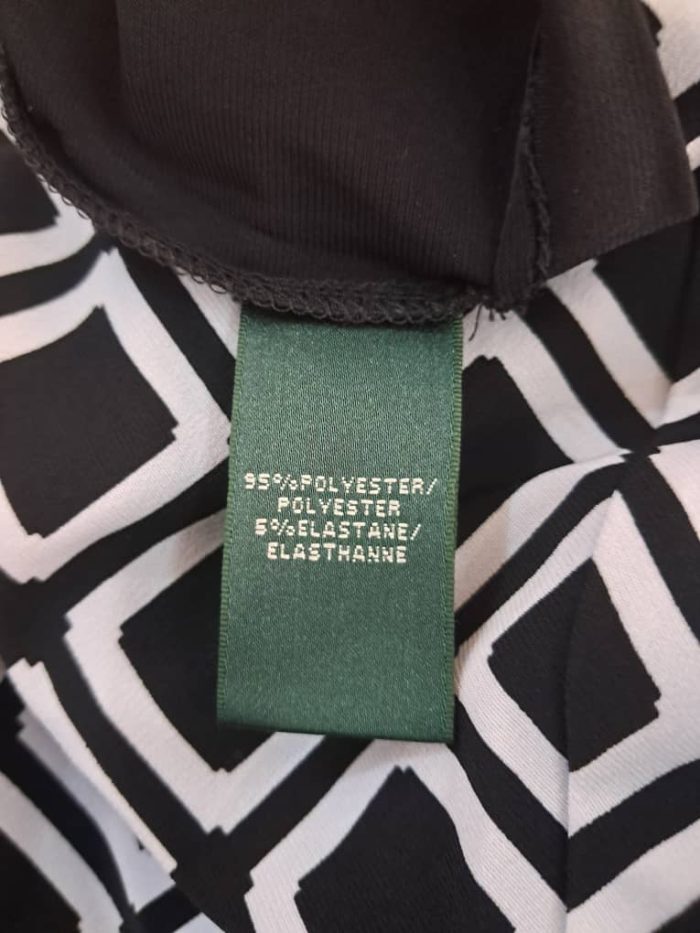 95%POLYESTER/
POLYESTER
5%ELASTANE/
ELASTHANNE